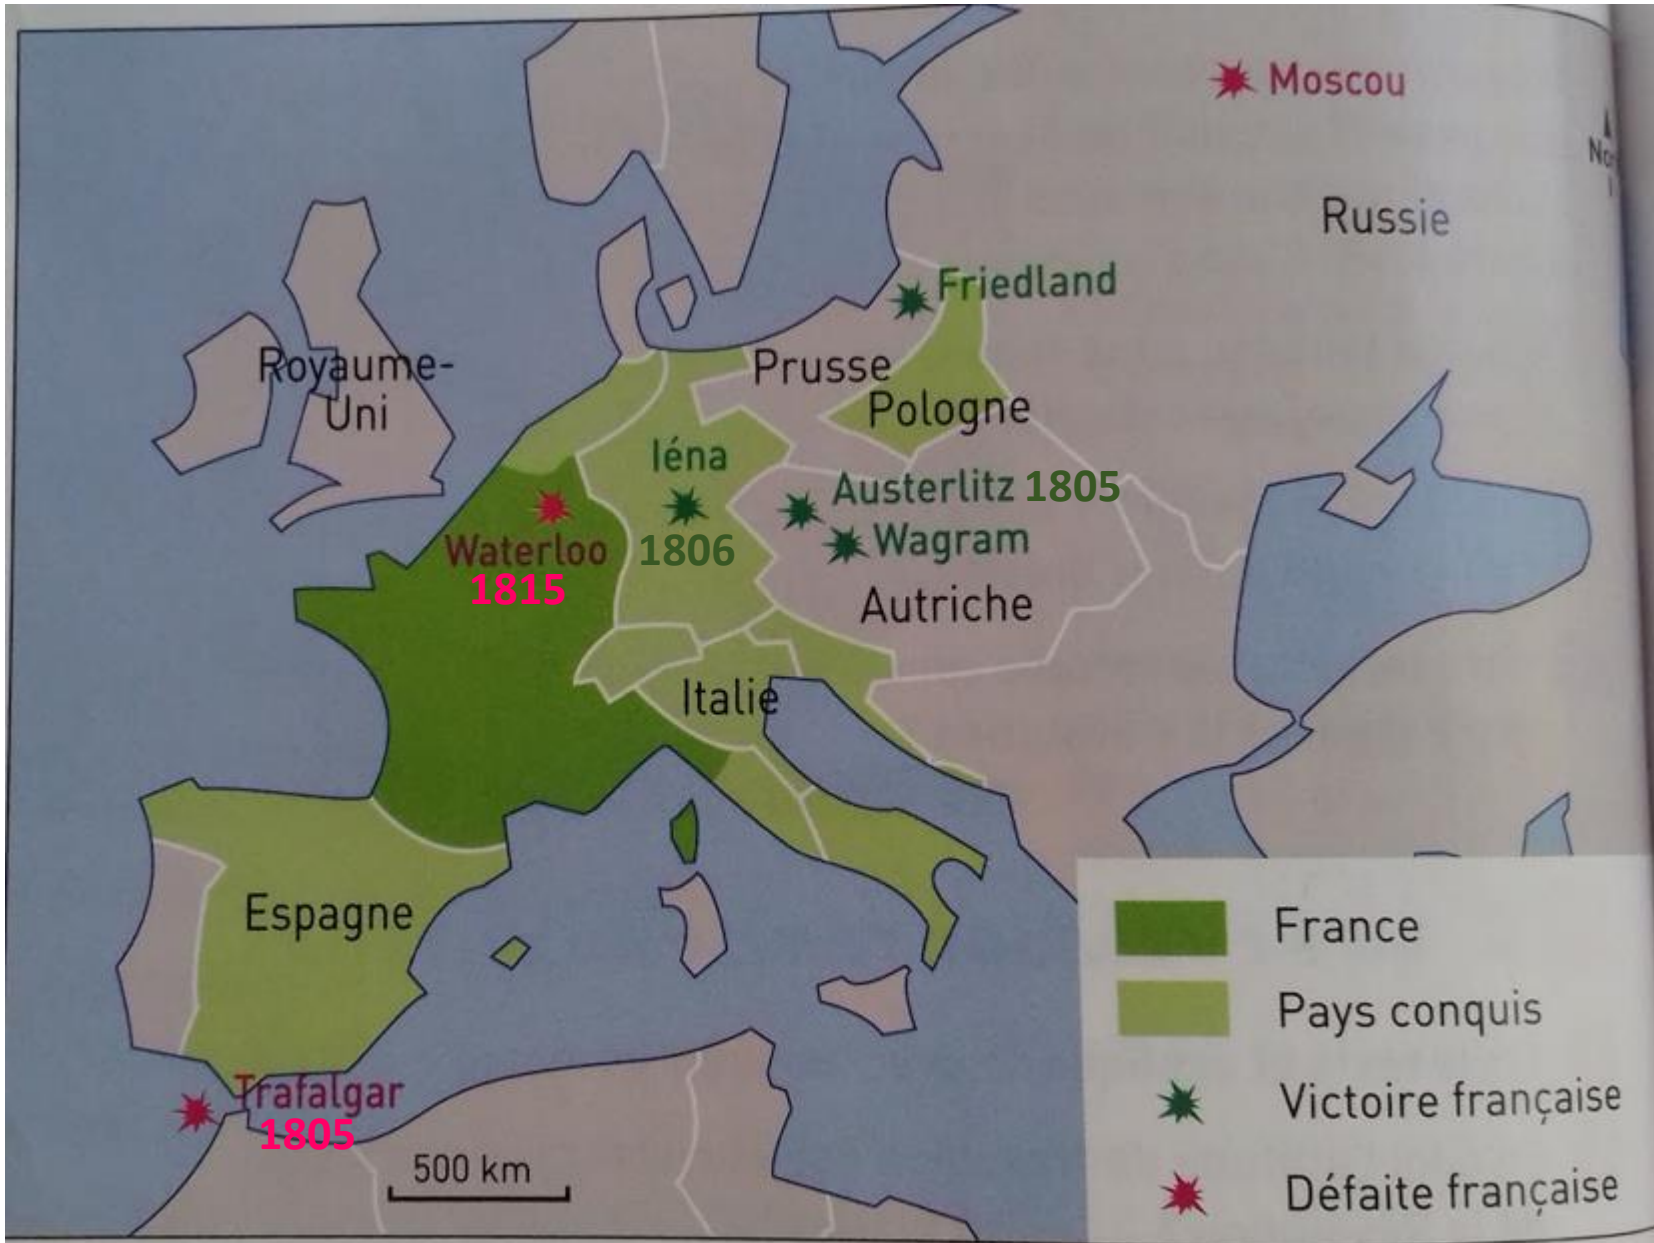 Moscou
Russie
Friedland
Royaume-
Uni
Prusse
Pologne
Iéna
1806
Austerlitz 1805
Wagram
Waterloo
1815
Autriche
Italie
Espagne
Trafalgar
1805
500 km
France
Pays conquis
Victoire française
Défaite française